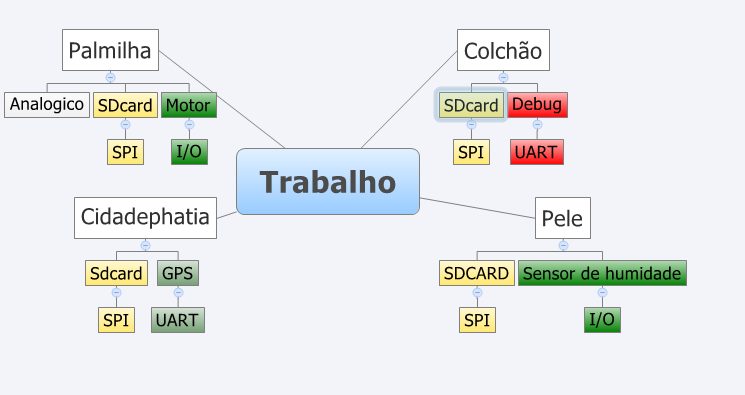 Palmilha
Analogico
SDcard
Motor
SPI
I/O
Colchão
SDcard
Debug
SPI
UART
Trabalho
Cidadephatia
Sdcard
GPS
SPI
UART
Pele
SDCARD
Sensor de humidade
SPI
I/O